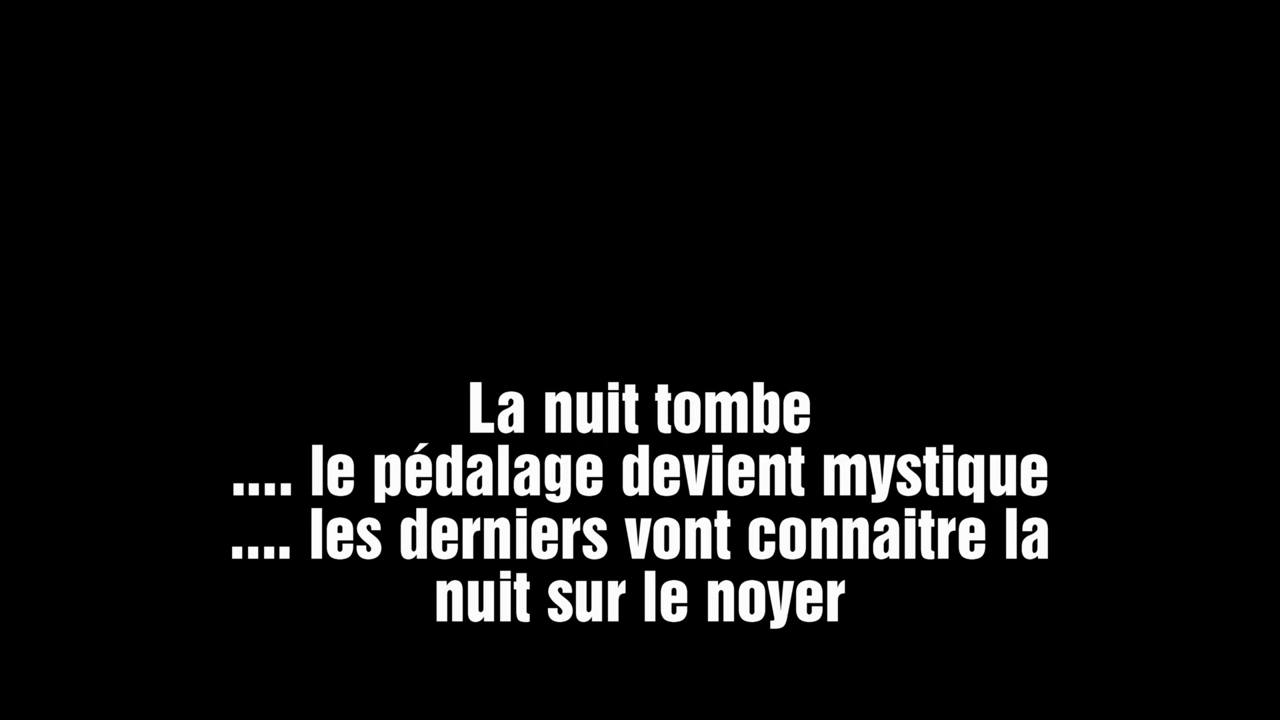 La nuit tombe
.... le pédalage devient mystique
.... les derniers vont connaitre la
nuit sur le noyer